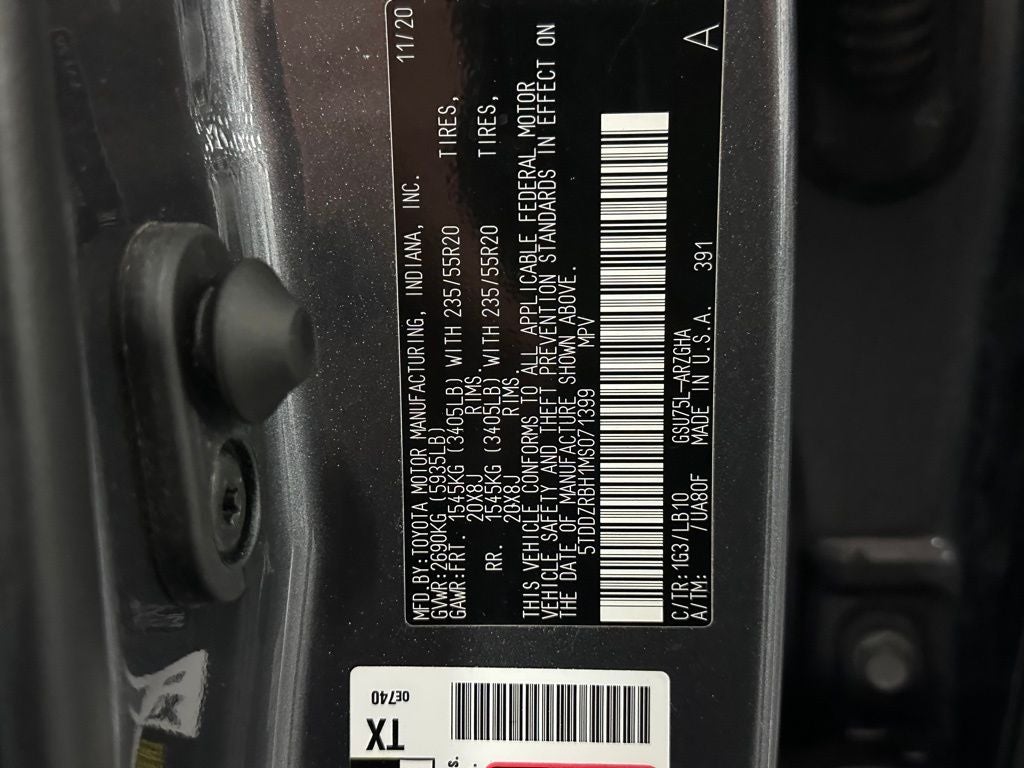 MFD.BY:TOYOTA MOTOR MANUFACTURING, INDIANA, INC. 11/20
GVWR:2690KG (5935LB)
GAWR:FRT. 1545KG (3405LB) WITH 235/55R20 TIRES,
20X8J RIMS.
RR. 1545KG (3405LB) WITH 235/55R20 TIRES,
20X8J RIMS.
THIS VEHICLE CONFORMS TO ALL APPLICABLE FEDERAL MOTOR
VEHICLE SAFETY AND THEFT PREVENTION STANDARDS IN EFFECT ON
THE DATE OF MANUFACTURE SHOWN ABOVE.
5TDDZRBH1MS071399 MPV
C/TR:1G3/LB10 GSU75L-ARZGHA
A/TM: /UA80F MADE IN U.S.A. 391 A
OE740
TX
s.